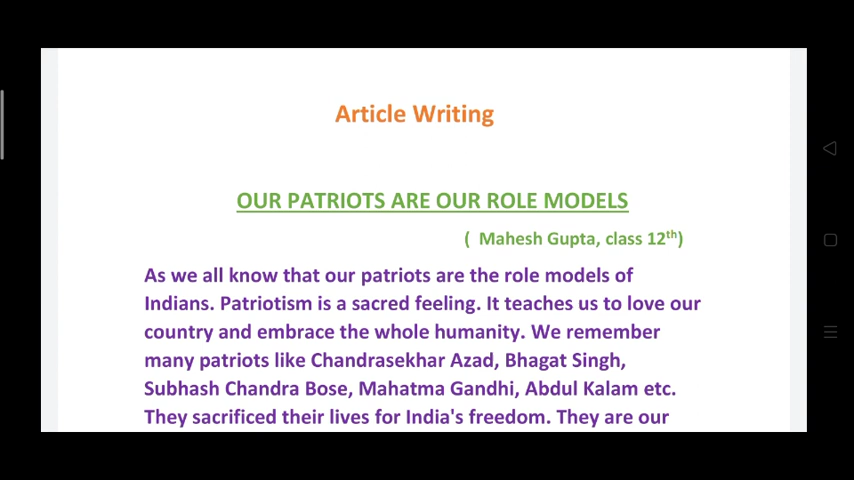 Article Writing
OUR PATRIOTS ARE OUR ROLE MODELS
( Mahesh Gupta, class 12th)
As we all know that our patriots are the role models of
Indians. Patriotism is a sacred feeling. It teaches us to love our
country and embrace the whole humanity. We remember
many patriots like Chandrasekhar Azad, Bhagat Singh,
Subhash Chandra Bose, Mahatma Gandhi, Abdul Kalam etc.
They sacrificed their lives for India's freedom. They are our